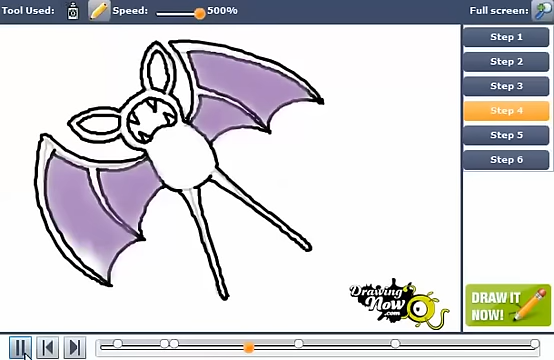 Tool Used: Speed: 500% Full screen:
Step 1
Step 2
Step 3
Step 4
Step 5
Step 6
Drawing
Now.com
DRAW IT
NOW!